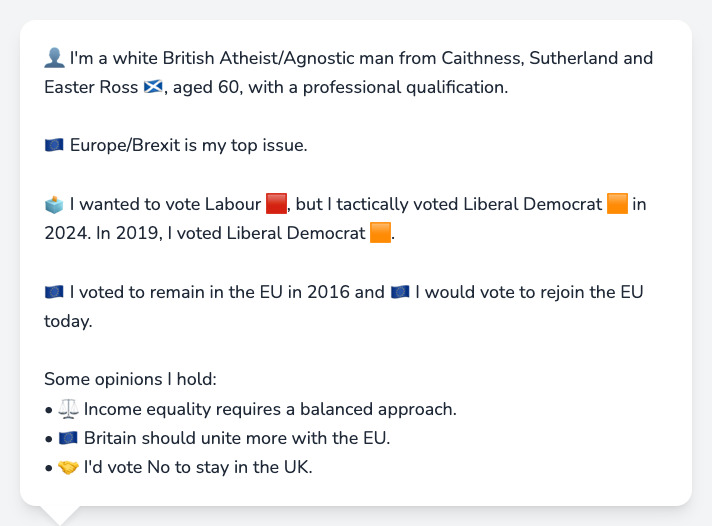 👤 I'm a white British Atheist/Agnostic man from Caithness, Sutherland and
Easter Ross 🏴󠁧󠁢󠁳󠁣󠁴󠁿, aged 60, with a professional qualification.
🇪🇺 Europe/Brexit is my top issue.
🗳️ I wanted to vote Labour 🟥, but I tactically voted Liberal Democrat 🟧 in
2024. In 2019, I voted Liberal Democrat 🟧.
🇪🇺 I voted to remain in the EU in 2016 and 🇪🇺 I would vote to rejoin the EU
today.
Some opinions I hold:
• ⚖️ Income equality requires a balanced approach.
• 🇪🇺 Britain should unite more with the EU.
• 🤝 I'd vote No to stay in the UK.